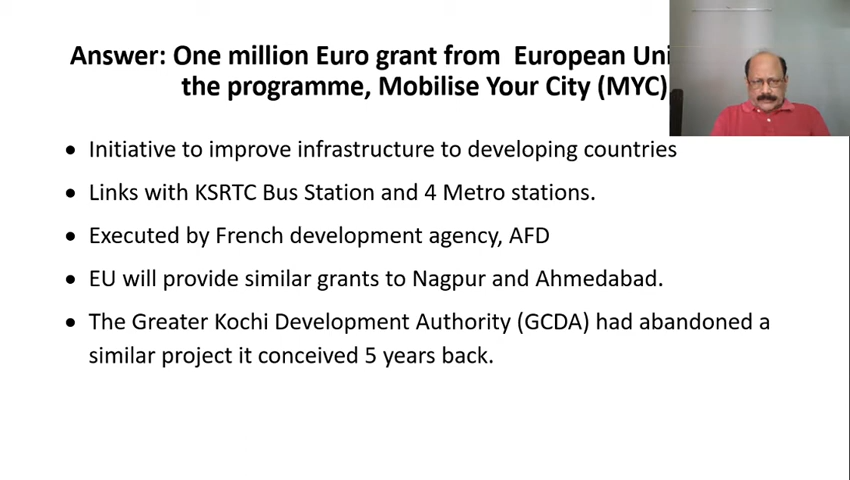 Answer: One million Euro grant from European Uni
the programme, Mobilise Your City (MYC)
• Initiative to improve infrastructure to developing countries
• Links with KSRTC Bus Station and 4 Metro stations.
• Executed by French development agency, AFD
• EU will provide similar grants to Nagpur and Ahmedabad.
• The Greater Kochi Development Authority (GCDA) had abandoned a
similar project it conceived 5 years back.